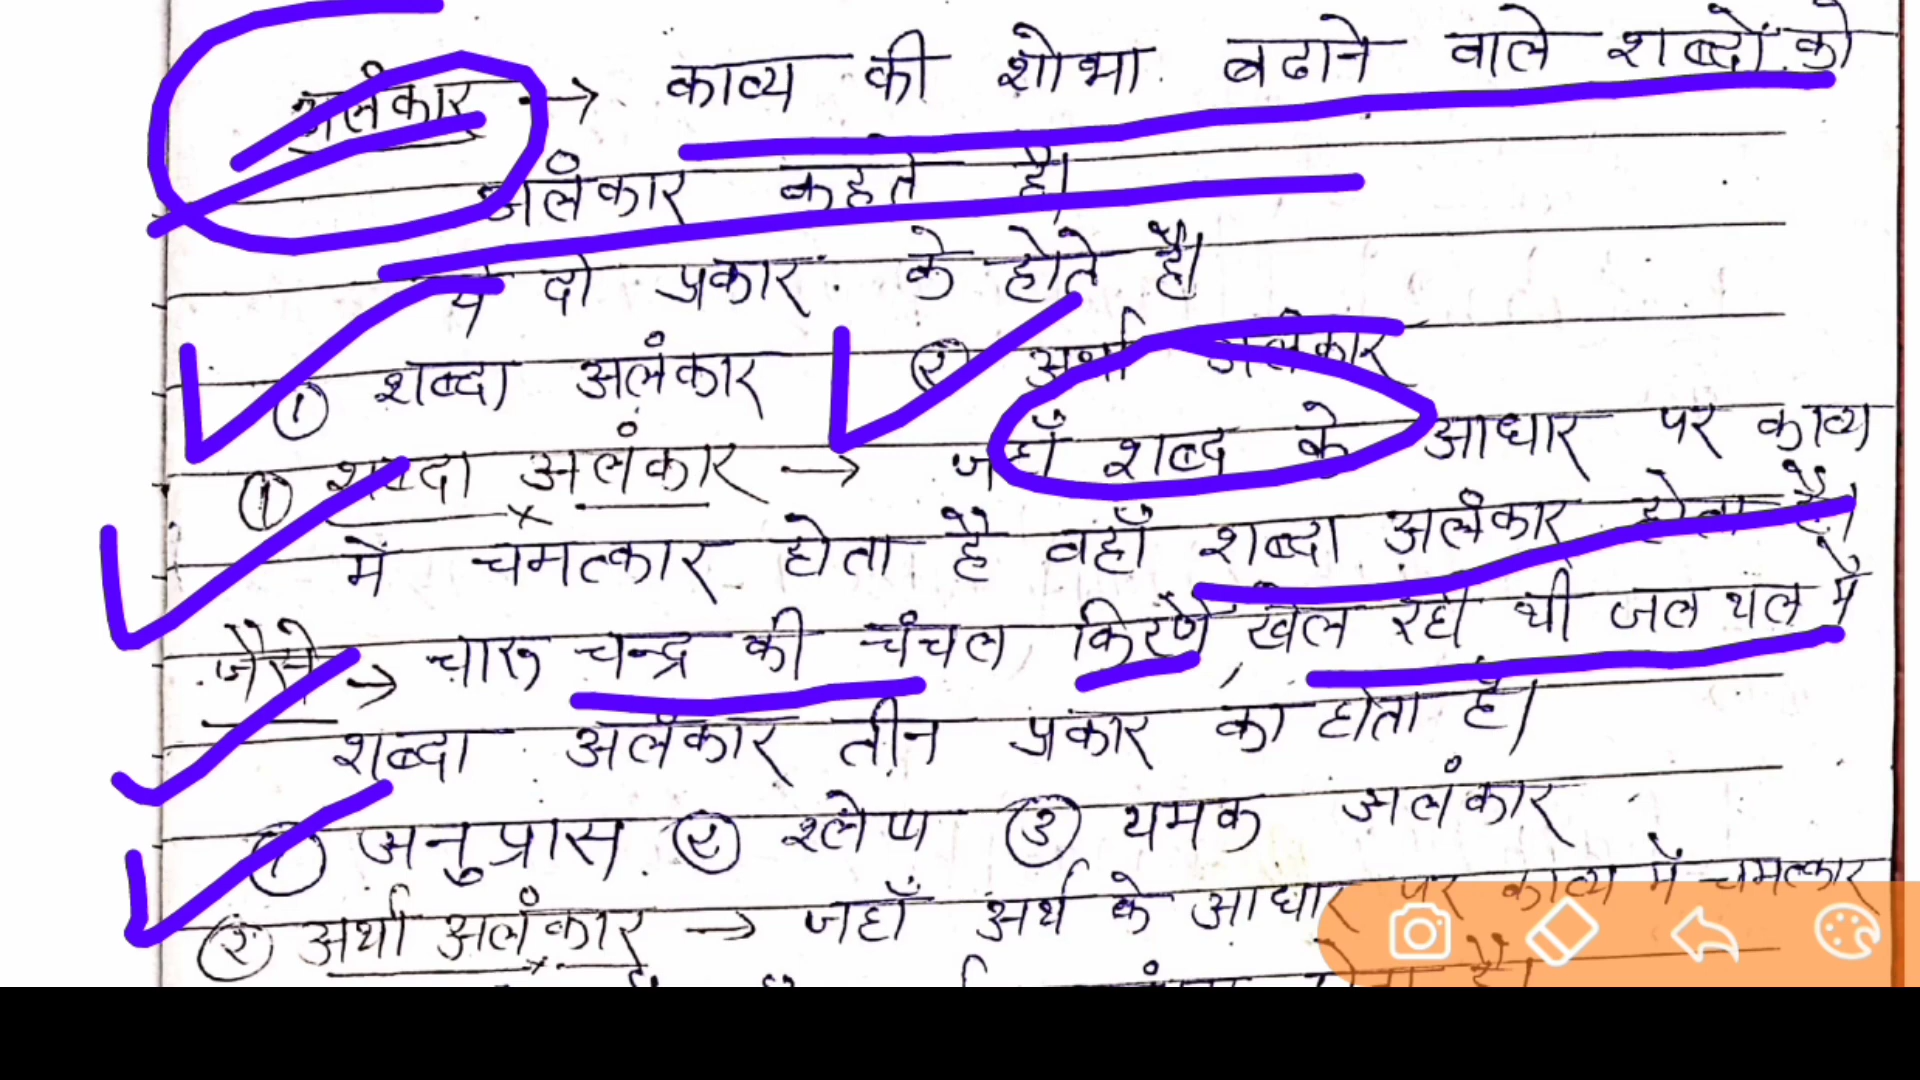 अलंकार → काव्य की शोभा बढाने वाले शब्दों को
अलंकार कहते है।
ये दो प्रकार के होते है।
① शब्दा अलंकार ② अर्था अलंकार
① शब्दा अलंकार → जहाँ शब्द के आधार पर काव्य
में चमत्कार होता है वहाँ शब्दा अलंकार होता है।
जैसे → चारू चन्द्र की चंचल किरणे, खेल रही थी जल थल में
शब्दा अलंकार तीन प्रकार का होता है।
① अनुप्रास ② श्लेष ③ यमक अलंकार
② अर्था अलंकार → जहाँ अर्थ के आधार पर काव्य में चमत्कार